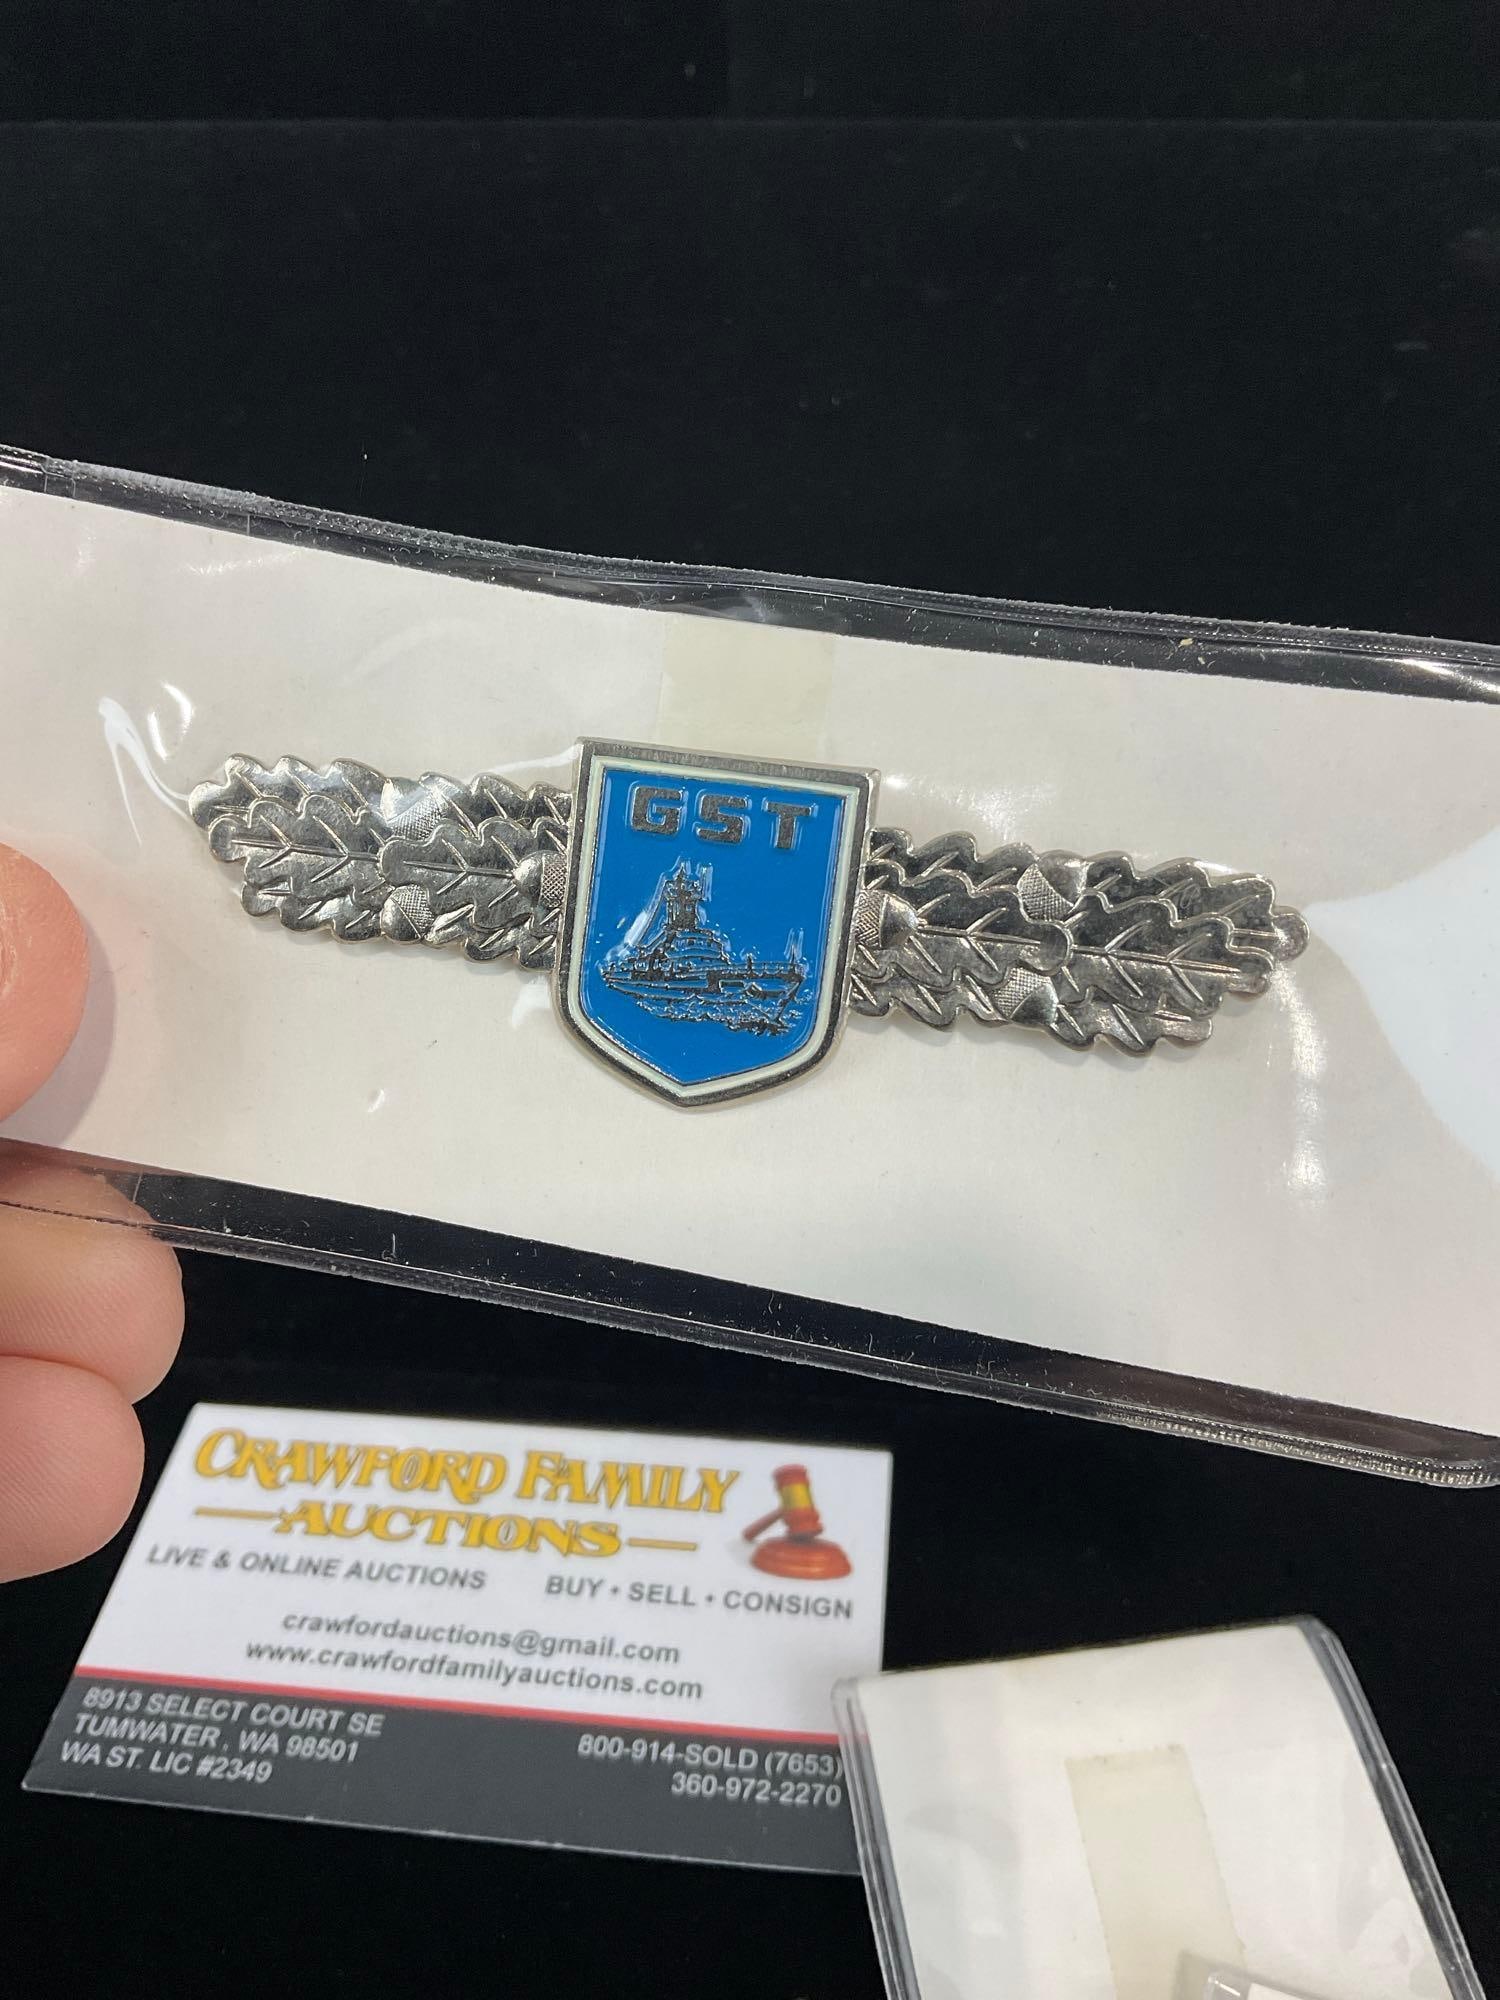 GST
CRAWFORD FAMILY
AUCTIONS
LIVE & ONLINE AUCTIONS BUY • SELL • CONSIGN
crawfordauctions@gmail.com
www.crawfordfamilyauctions.com
8913 SELECT COURT SE
TUMWATER, WA 98501
WA ST. LIC #2349
800-914-SOLD (7653)
360-972-2270